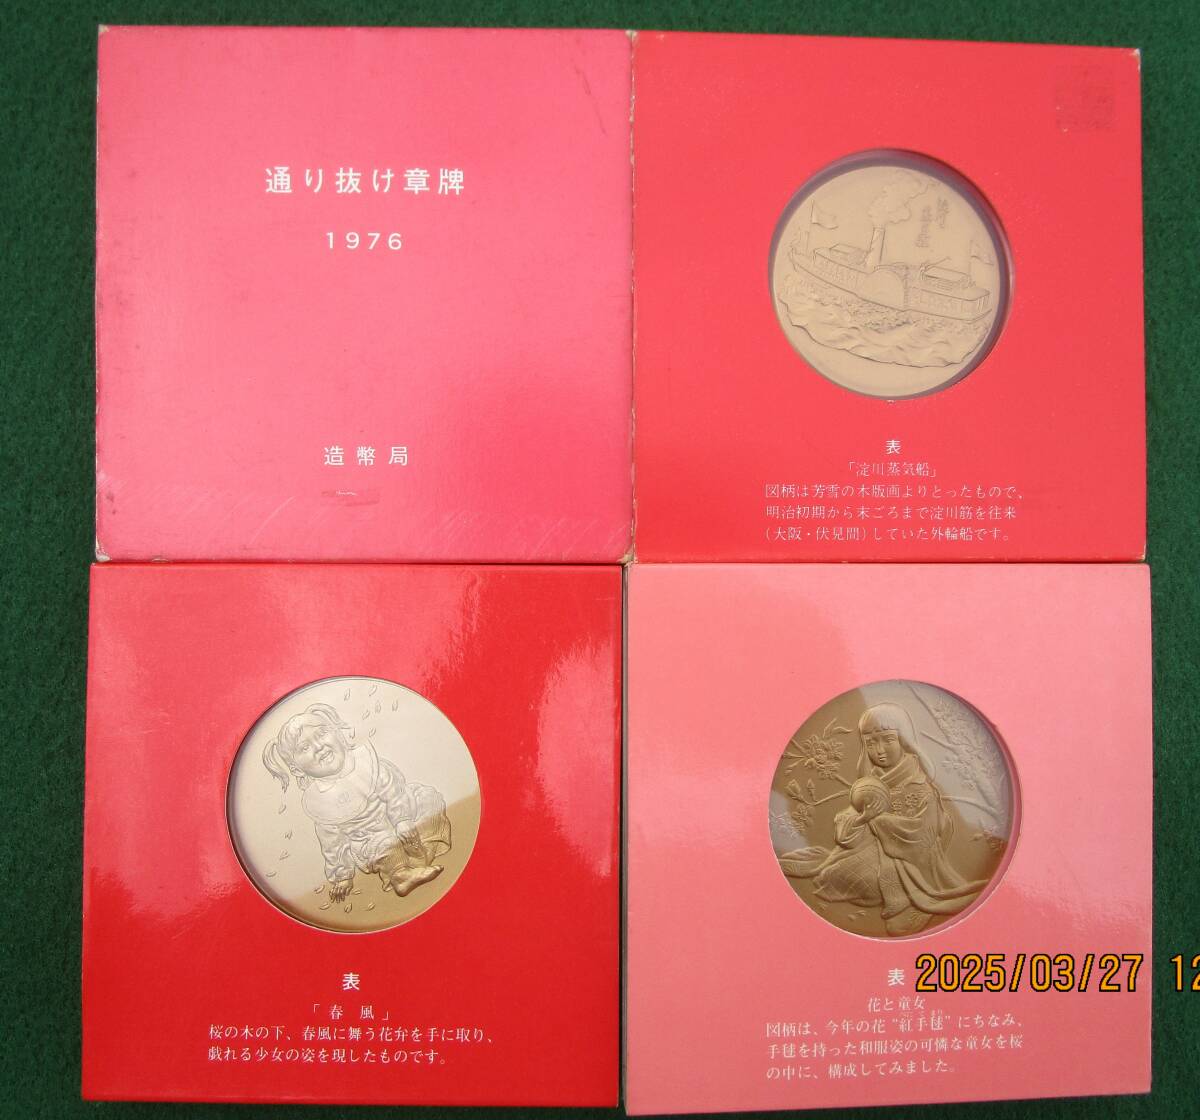 通り抜け章牌
1976
造幣局
表
「淀川蒸気船」
図柄は芳雪の木版画よりとったもので、
明治初期から末ごろまで淀川筋を往来
(大阪・伏見間)していた外輪船です。
表
「春風」
桜の木の下、春風に舞う花弁を手に取り、
戯れる少女の姿を現したものです。
表
花と童女
図柄は、今年の花“紅手毬”にちなみ、
手毬を持った和服姿の可憐な童女を桜
の中に、構成してみました。
2025/03/27 12